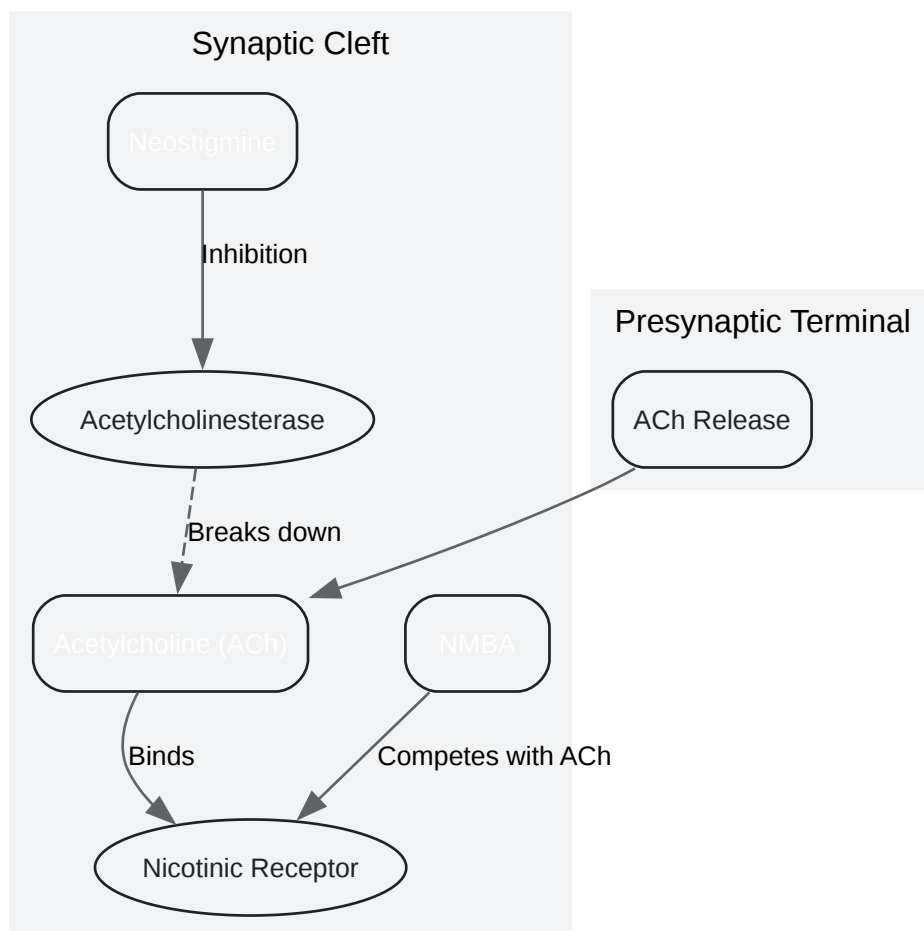 Synaptic Cleft
Neostigmine
Inhibition
Presynaptic Terminal
Acetylcholinesterase
ACh Release
Breaks down
Acetylcholine (ACh)
NMBA
Binds
Competes with ACh
Nicotinic Receptor